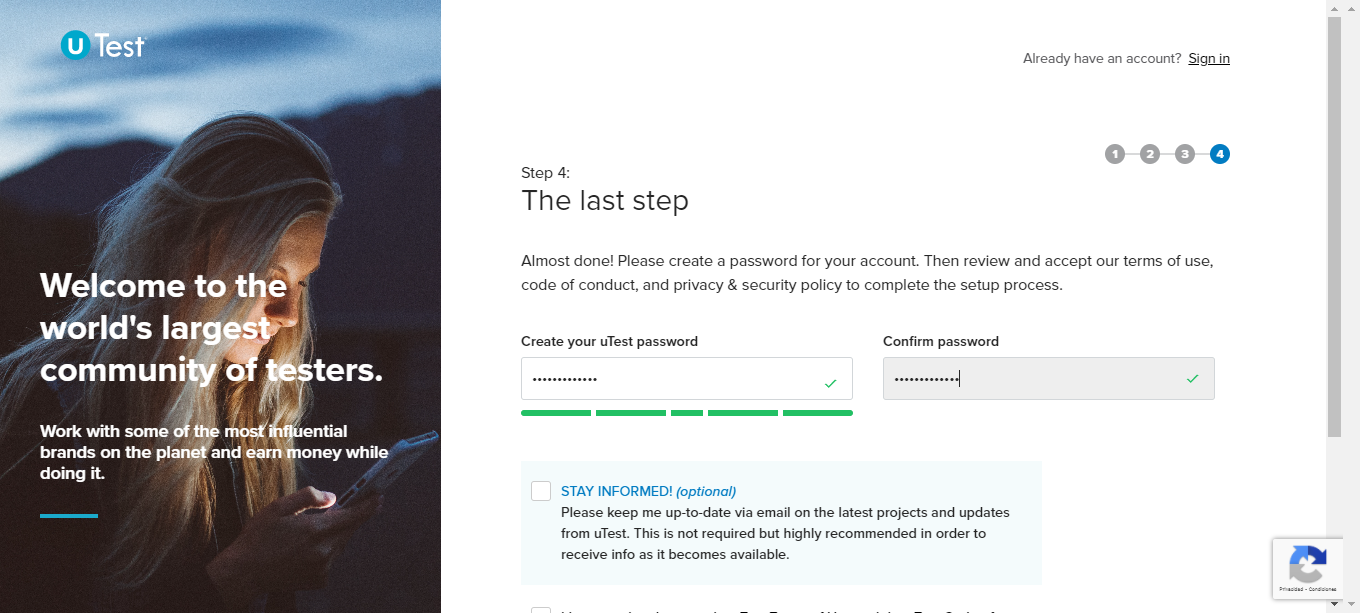 uTest
Already have an account? Sign in
1 2 3 4
Step 4:
The last step
Almost done! Please create a password for your account. Then review and accept our terms of use,
code of conduct, and privacy & security policy to complete the setup process.
Create your uTest password
Confirm password
•••••••••••••
•••••••••••••
STAY INFORMED! (optional)
Please keep me up-to-date via email on the latest projects and updates
from uTest. This is not required but highly recommended in order to
receive info as it becomes available.
Welcome to the
world's largest
community of testers.
Work with some of the most influential
brands on the planet and earn money while
doing it.
Privacidad - Condiciones